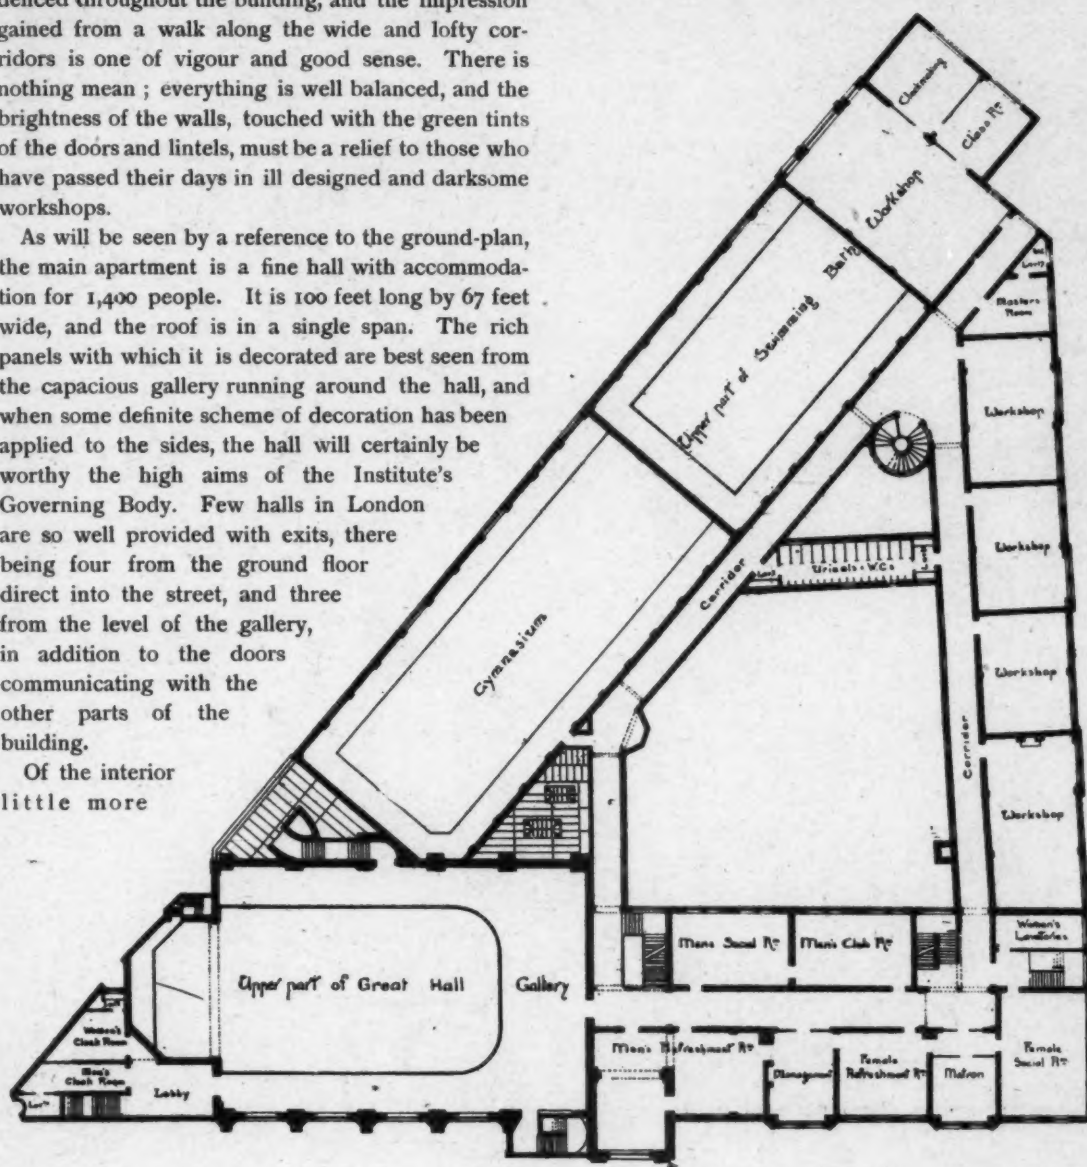 denced throughout the building, and the impression
gained from a walk along the wide and lofty cor-
ridors is one of vigour and good sense. There is
nothing mean ; everything is well balanced, and the
brightness of the walls, touched with the green tints
of the doors and lintels, must be a relief to those who
have passed their days in ill designed and darksome
workshops.
As will be seen by a reference to the ground-plan,
the main apartment is a fine hall with accommoda-
tion for 1,400 people. It is 100 feet long by 67 feet
wide, and the roof is in a single span. The rich
panels with which it is decorated are best seen from
the capacious gallery running around the hall, and
when some definite scheme of decoration has been
applied to the sides, the hall will certainly be
worthy the high aims of the Institute's
Governing Body. Few halls in London
are so well provided with exits, there
being four from the ground floor
direct into the street, and three
from the level of the gallery,
in addition to the doors
communicating with the
other parts of the
building.
Of the interior
little more
Class Rm
Workshop
Masters
Room
Upper part of Swimming Bath
Workshop
Workshop
Urinals & W.C.s
Corridor
Gymnasium
Workshop
Corridor
Workshop
Women's
Lavatories
Mens Social Rm
Men's Club Rm
Upper part of Great Hall
Gallery
Women's
Cloak Room
Men's
Cloak Room
Lobby
Men's Refreshment Rm
Management
Female
Refreshment Rm
Matron
Female
Social Rm